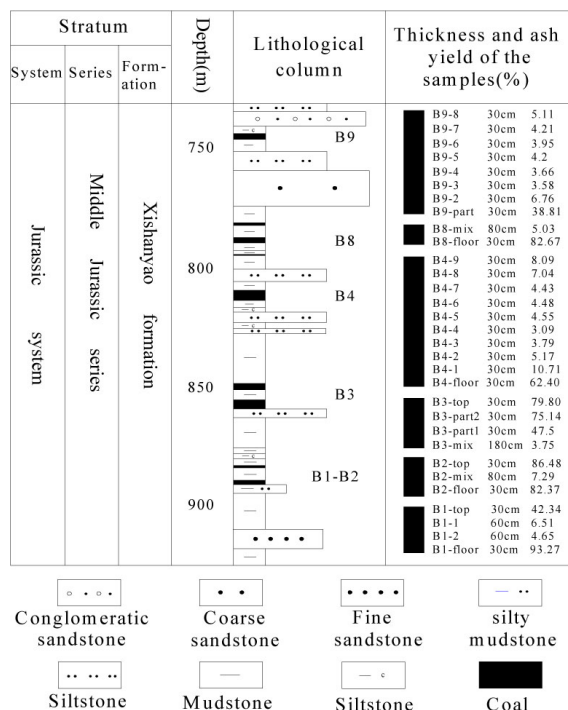 Stratum
System Series Form-
ation
Depth(m)
Lithological
column
Thickness and ash
yield of the
samples(%)
Jurassic system
Middle Jurassic series
Xishanyao formation
750
800
850
900
B9
B8
B4
B3
B1-B2
B9-8 30cm 5.11
B9-7 30cm 4.21
B9-6 30cm 3.95
B9-5 30cm 4.2
B9-4 30cm 3.66
B9-3 30cm 3.58
B9-2 30cm 6.76
B9-part 30cm 38.81
B8-mix 80cm 5.03
B8-floor 30cm 82.67
B4-9 30cm 8.09
B4-8 30cm 7.04
B4-7 30cm 4.43
B4-6 30cm 4.48
B4-5 30cm 4.55
B4-4 30cm 3.09
B4-3 30cm 3.79
B4-2 30cm 5.17
B4-1 30cm 10.71
B4-floor 30cm 62.40
B3-top 30cm 79.80
B3-part2 30cm 75.14
B3-part1 30cm 47.5
B3-mix 180cm 3.75
B2-top 30cm 86.48
B2-mix 80cm 7.29
B2-floor 30cm 82.37
B1-top 30cm 42.34
B1-1 60cm 6.51
B1-2 60cm 4.65
B1-floor 30cm 93.27
Conglomeratic
sandstone
Coarse
sandstone
Fine
sandstone
silty
mudstone
Siltstone
Mudstone
Siltstone
Coal